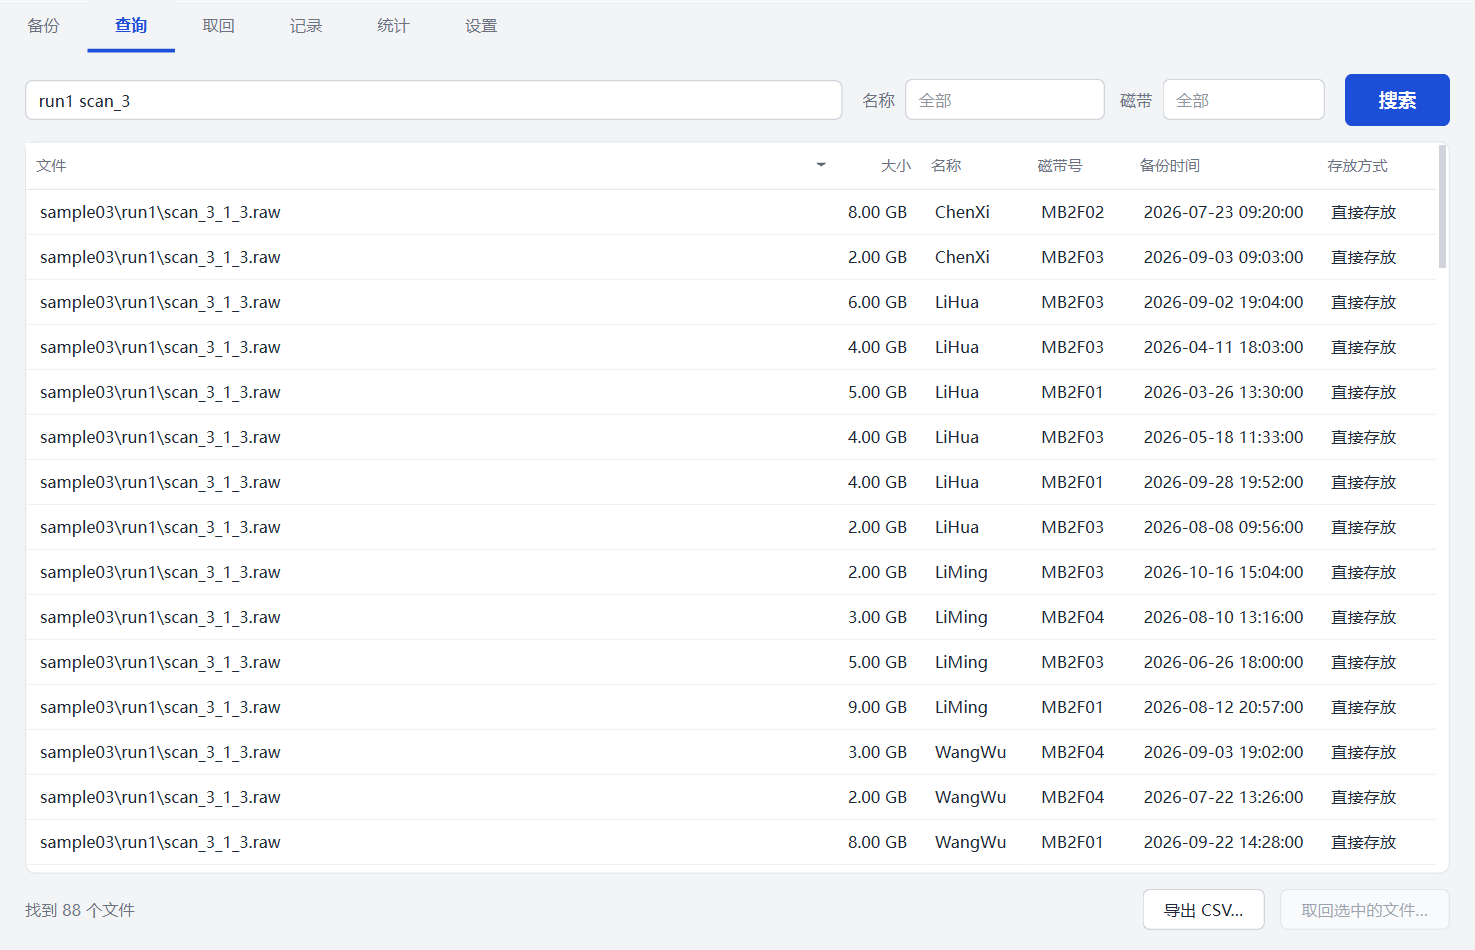 备份 查询 取回 记录 统计 设置
run1 scan_3 名称 全部 磁带 全部 搜索
文件 大小 名称 磁带号 备份时间 存放方式
sample03\run1\scan_3_1_3.raw 8.00 GB ChenXi MB2F02 2026-07-23 09:20:00 直接存放
sample03\run1\scan_3_1_3.raw 2.00 GB ChenXi MB2F03 2026-09-03 09:03:00 直接存放
sample03\run1\scan_3_1_3.raw 6.00 GB LiHua MB2F03 2026-09-02 19:04:00 直接存放
sample03\run1\scan_3_1_3.raw 4.00 GB LiHua MB2F03 2026-04-11 18:03:00 直接存放
sample03\run1\scan_3_1_3.raw 5.00 GB LiHua MB2F01 2026-03-26 13:30:00 直接存放
sample03\run1\scan_3_1_3.raw 4.00 GB LiHua MB2F03 2026-05-18 11:33:00 直接存放
sample03\run1\scan_3_1_3.raw 4.00 GB LiHua MB2F01 2026-09-28 19:52:00 直接存放
sample03\run1\scan_3_1_3.raw 2.00 GB LiHua MB2F03 2026-08-08 09:56:00 直接存放
sample03\run1\scan_3_1_3.raw 2.00 GB LiMing MB2F03 2026-10-16 15:04:00 直接存放
sample03\run1\scan_3_1_3.raw 3.00 GB LiMing MB2F04 2026-08-10 13:16:00 直接存放
sample03\run1\scan_3_1_3.raw 5.00 GB LiMing MB2F03 2026-06-26 18:00:00 直接存放
sample03\run1\scan_3_1_3.raw 9.00 GB LiMing MB2F01 2026-08-12 20:57:00 直接存放
sample03\run1\scan_3_1_3.raw 3.00 GB WangWu MB2F04 2026-09-03 19:02:00 直接存放
sample03\run1\scan_3_1_3.raw 2.00 GB WangWu MB2F04 2026-07-22 13:26:00 直接存放
sample03\run1\scan_3_1_3.raw 8.00 GB WangWu MB2F01 2026-09-22 14:28:00 直接存放
找到 88 个文件 导出 CSV... 取回选中的文件...